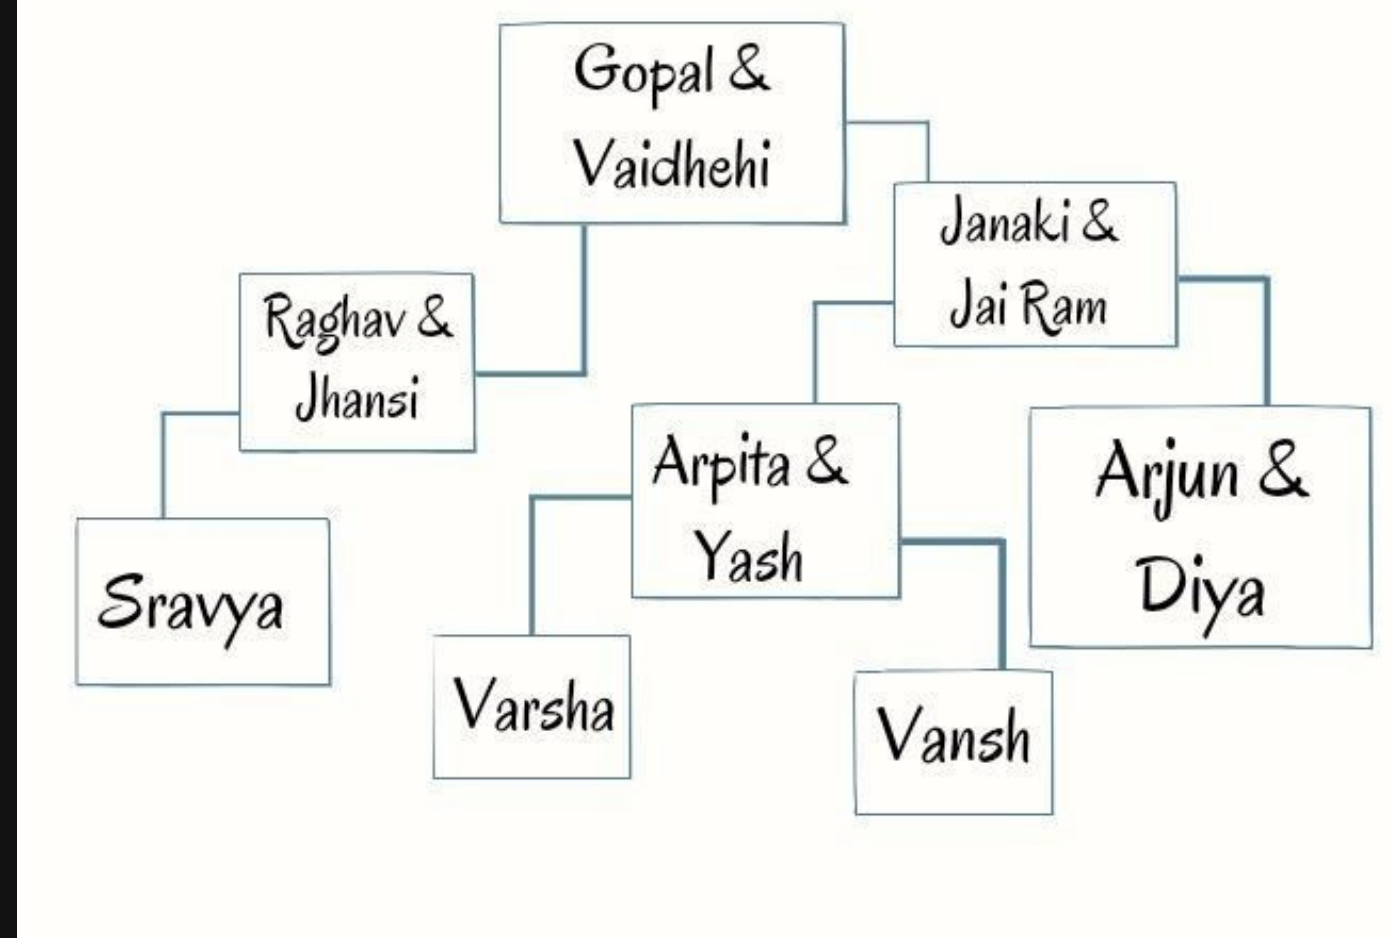 Gopal &
Vaidhehi
Janaki &
Jai Ram
Raghav &
Jhansi
Arpita &
Yash
Arjun &
Diya
Sravya
Varsha
Vansh